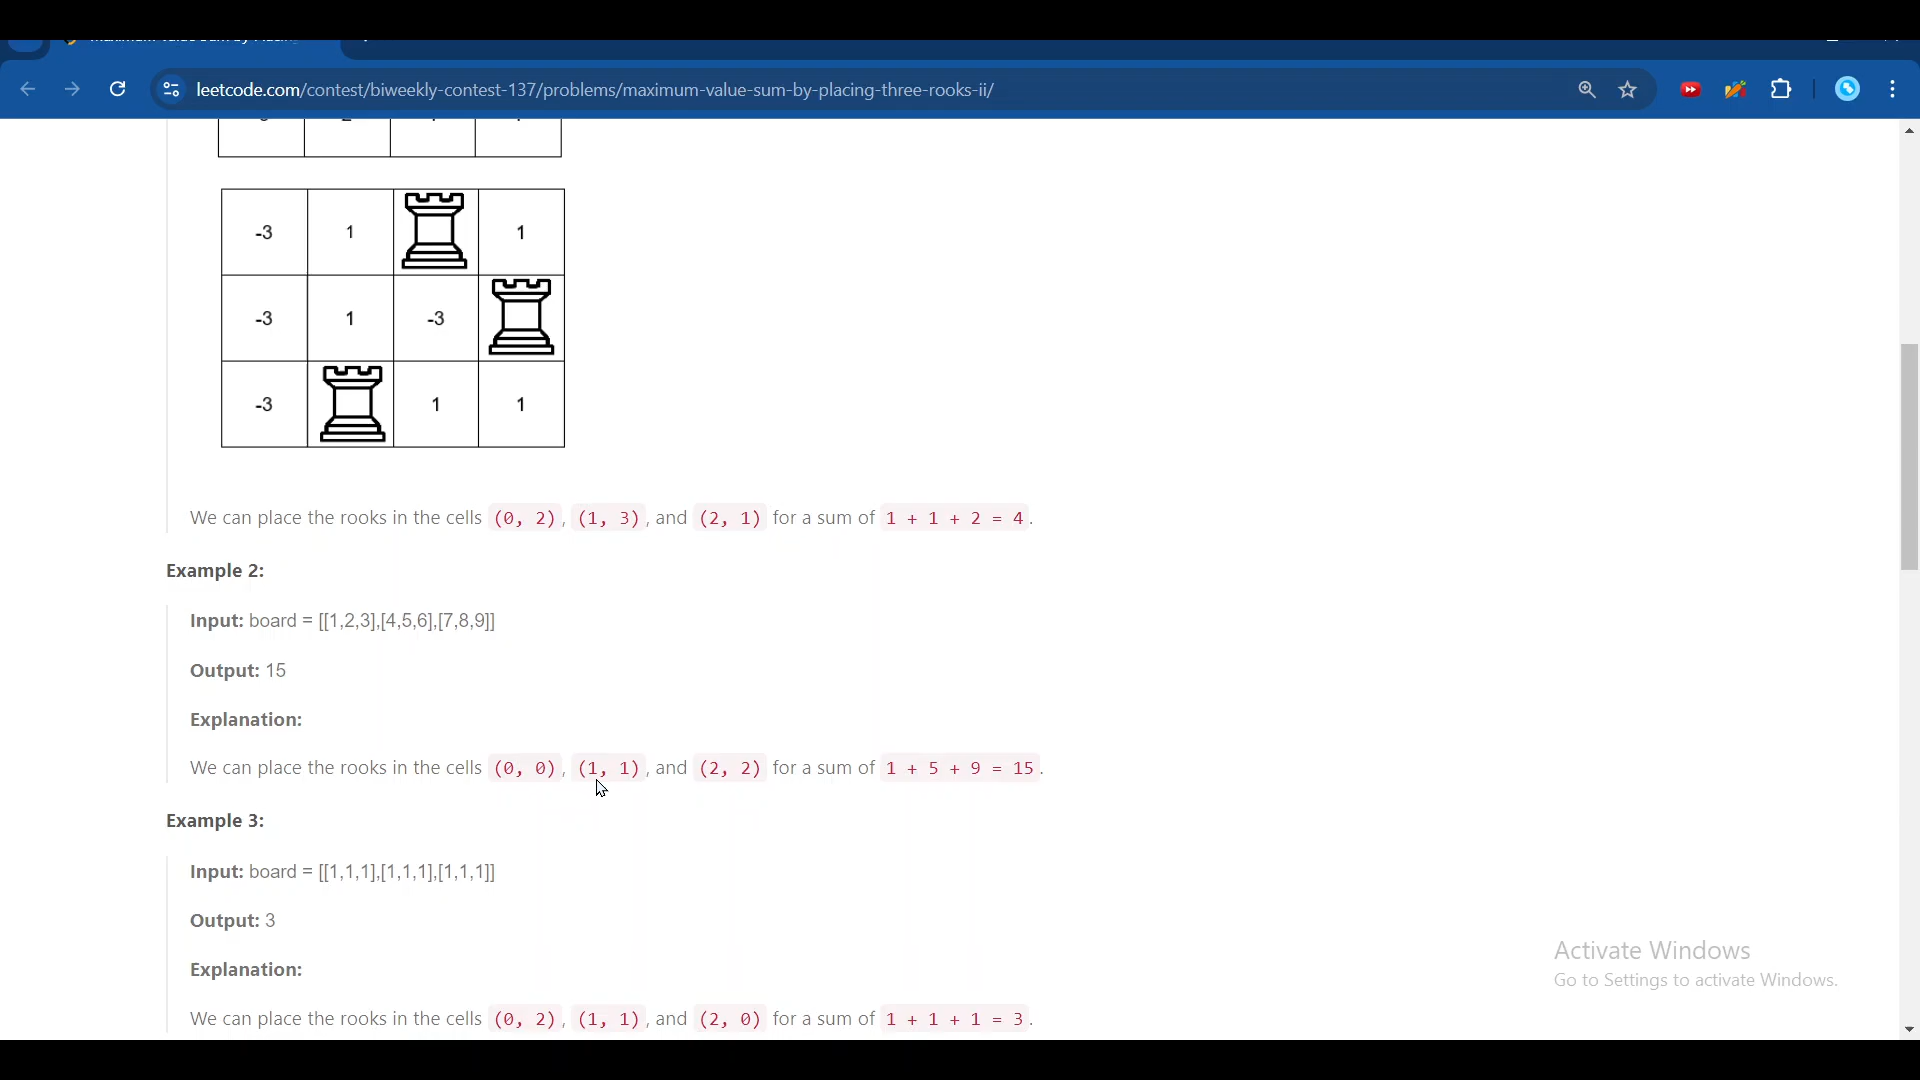 leetcode.com/contest/biweekly-contest-137/problems/maximum-value-sum-by-placing-three-rooks-ii/
-3 1 1
-3 1 -3
-3 1 1
We can place the rooks in the cells (0, 2), (1, 3), and (2, 1) for a sum of 1 + 1 + 2 = 4.
Example 2:
Input: board = [[1,2,3],[4,5,6],[7,8,9]]
Output: 15
Explanation:
We can place the rooks in the cells (0, 0), (1, 1), and (2, 2) for a sum of 1 + 5 + 9 = 15.
Example 3:
Input: board = [[1,1,1],[1,1,1],[1,1,1]]
Output: 3
Explanation:
We can place the rooks in the cells (0, 2), (1, 1), and (2, 0) for a sum of 1 + 1 + 1 = 3.
Activate Windows
Go to Settings to activate Windows.